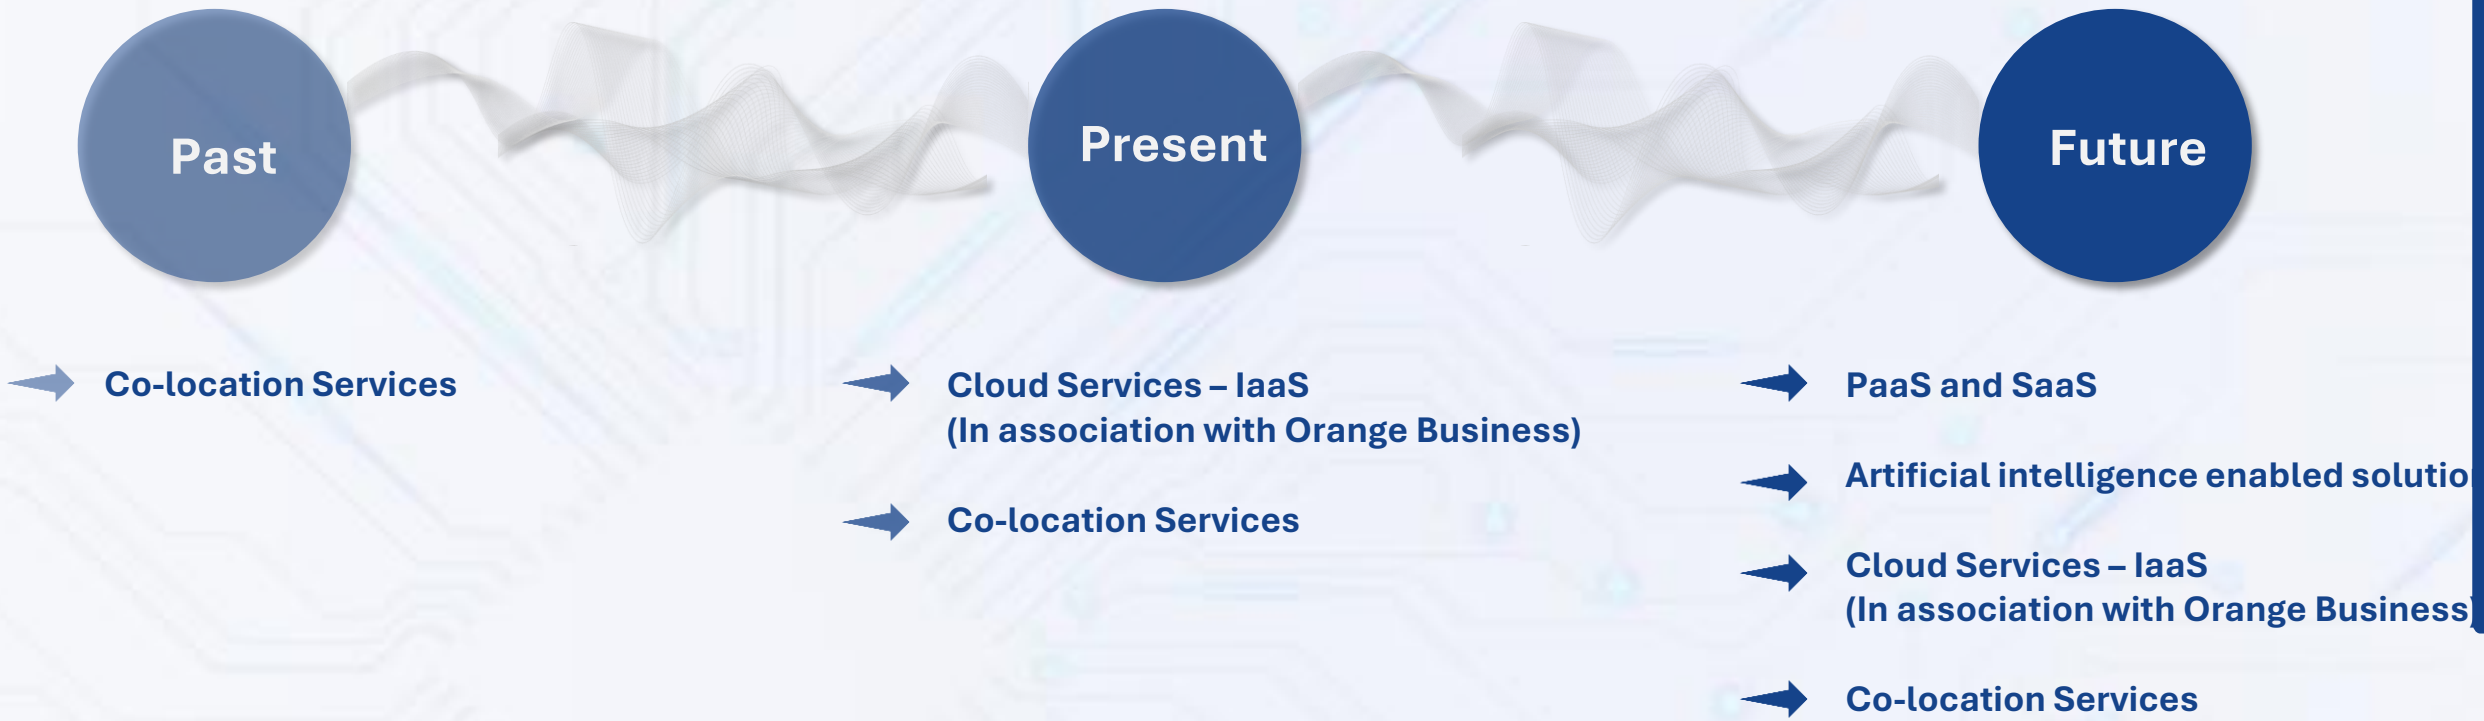 Past
Present
Future
Co-location Services
Cloud Services – IaaS
(In association with Orange Business)
Co-location Services
PaaS and SaaS
Artificial intelligence enabled
Cloud Services – IaaS
(In association with Orange Business)
Co-location Services